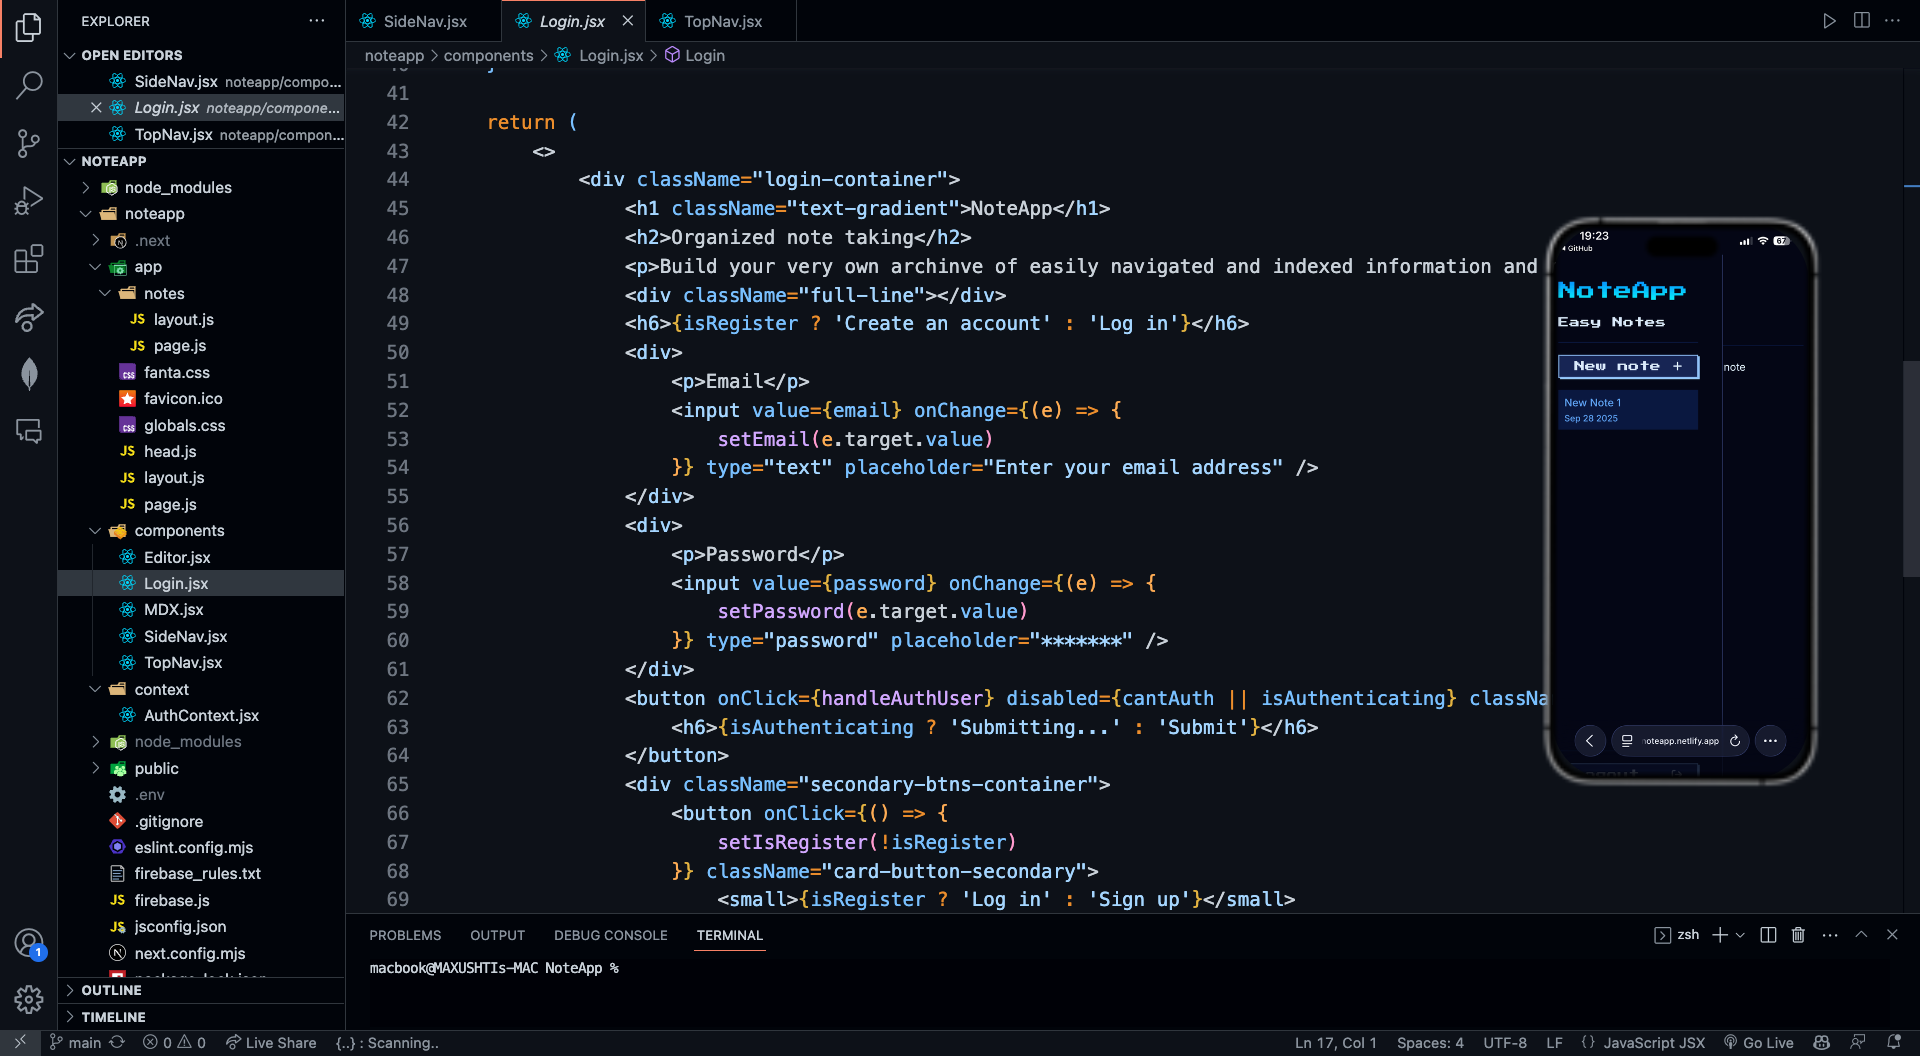 EXPLORER
OPEN EDITORS
SideNav.jsx noteapp/compo...
Login.jsx noteapp/compone...
TopNav.jsx noteapp/compon...
NOTEAPP
node_modules
noteapp
.next
app
notes
layout.js
page.js
fanta.css
favicon.ico
globals.css
head.js
layout.js
page.js
components
Editor.jsx
Login.jsx
MDX.jsx
SideNav.jsx
TopNav.jsx
context
AuthContext.jsx
node_modules
public
.env
.gitignore
eslint.config.mjs
firebase_rules.txt
firebase.js
jsconfig.json
next.config.mjs
OUTLINE
TIMELINE
SideNav.jsx
Login.jsx
TopNav.jsx
noteapp > components > Login.jsx > Login
41
42 return (
43 <>
44 <div className="login-container">
45 <h1 className="text-gradient">NoteApp</h1>
46 <h2>Organized note taking</h2>
47 <p>Build your very own archinve of easily navigated and indexed information and
48 <div className="full-line"></div>
49 <h6>{isRegister ? 'Create an account' : 'Log in'}</h6>
50 <div>
51 <p>Email</p>
52 <input value={email} onChange={(e) => {
53 setEmail(e.target.value)
54 }} type="text" placeholder="Enter your email address" />
55 </div>
56 <div>
57 <p>Password</p>
58 <input value={password} onChange={(e) => {
59 setPassword(e.target.value)
60 }} type="password" placeholder="*******" />
61 </div>
62 <button onClick={handleAuthUser} disabled={cantAuth || isAuthenticating} classNa
63 <h6>{isAuthenticating ? 'Submitting...' : 'Submit'}</h6>
64 </button>
65 <div className="secondary-btns-container">
66 <button onClick={() => {
67 setIsRegister(!isRegister)
68 }} className="card-button-secondary">
69 <small>{isRegister ? 'Log in' : 'Sign up'}</small>
19:23
67
GitHub
NoteApp
Easy Notes
New note +
note
New Note 1
Sep 28 2025
noteapp.netlify.app
PROBLEMS
OUTPUT
DEBUG CONSOLE
TERMINAL
zsh
macbook@MAXUSHTIs-MAC NoteApp %
1
main
0
0
Live Share
{..} : Scanning..
Ln 17, Col 1
Spaces: 4
UTF-8
LF
{} JavaScript JSX
Go Live